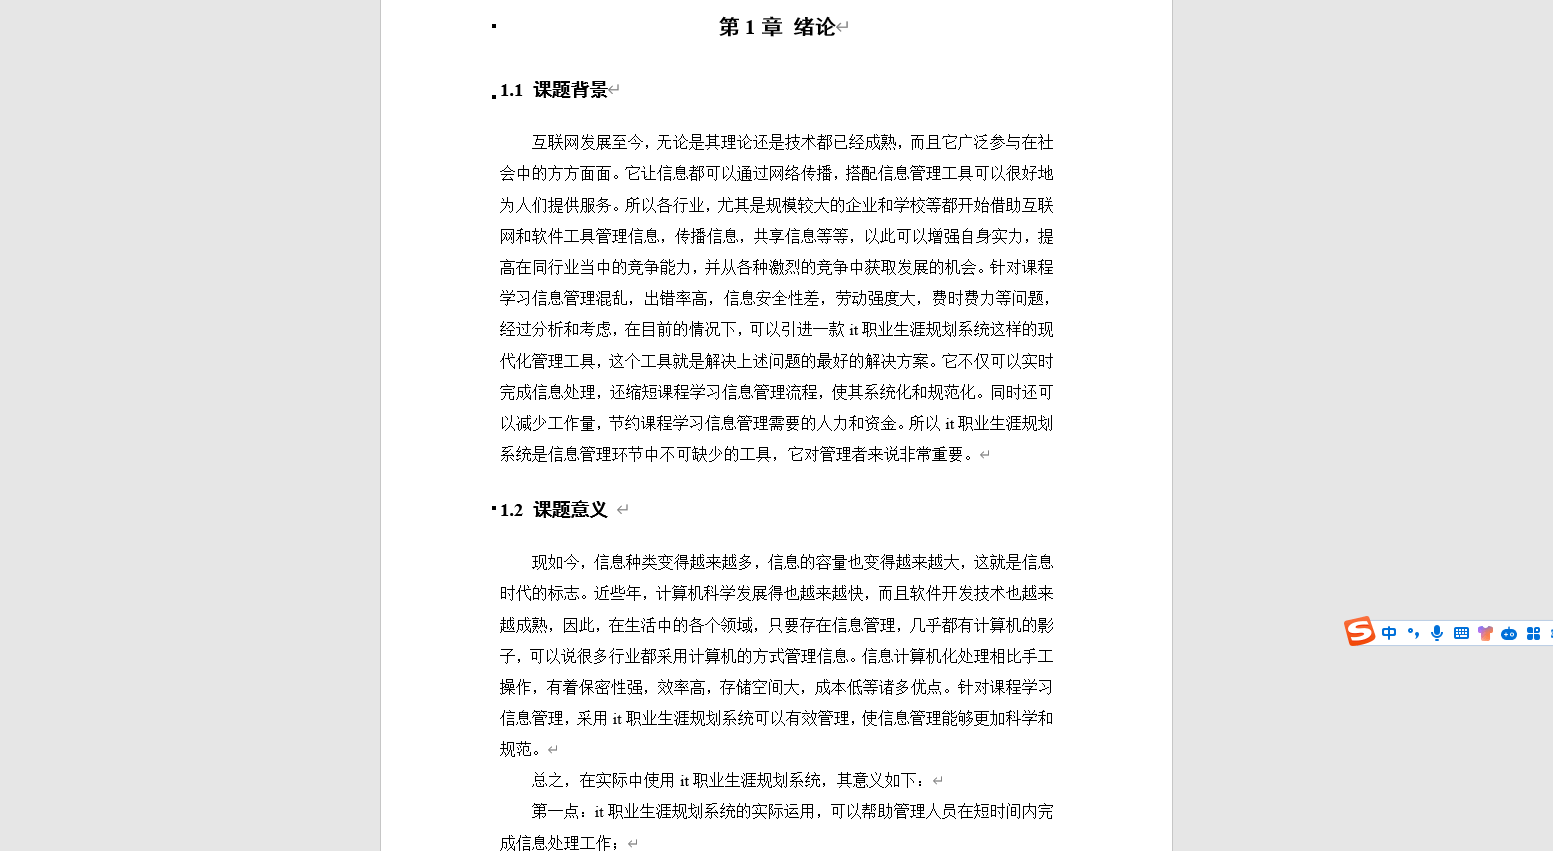 第 1 章 绪论
1.1 课题背景
互联网发展至今，无论是其理论还是技术都已经成熟，而且它广泛参与在社
会中的方方面面。它让信息都可以通过网络传播，搭配信息管理工具可以很好地
为人们提供服务。所以各行业，尤其是规模较大的企业和学校等都开始借助互联
网和软件工具管理信息，传播信息，共享信息等等，以此可以增强自身实力，提
高在同行业当中的竞争能力，并从各种激烈的竞争中获取发展的机会。针对课程
学习信息管理混乱，出错率高，信息安全性差，劳动强度大，费时费力等问题，
经过分析和考虑，在目前的情况下，可以引进一款 it 职业生涯规划系统这样的现
代化管理工具，这个工具就是解决上述问题的最好的解决方案。它不仅可以实时
完成信息处理，还缩短课程学习信息管理流程，使其系统化和规范化。同时还可
以减少工作量，节约课程学习信息管理需要的人力和资金。所以 it 职业生涯规划
系统是信息管理环节中不可缺少的工具，它对管理者来说非常重要。
1.2 课题意义
现如今，信息种类变得越来越多，信息的容量也变得越来越大，这就是信息
时代的标志。近些年，计算机科学发展得也越来越快，而且软件开发技术也越来
越成熟，因此，在生活中的各个领域，只要存在信息管理，几乎都有计算机的影
子，可以说很多行业都采用计算机的方式管理信息。信息计算机化处理相比手工
操作，有着保密性强，效率高，存储空间大，成本低等诸多优点。针对课程学习
信息管理，采用 it 职业生涯规划系统可以有效管理，使信息管理能够更加科学和
规范。
总之，在实际中使用 it 职业生涯规划系统，其意义如下：
第一点：it 职业生涯规划系统的实际运用，可以帮助管理人员在短时间内完
成信息处理工作；
中